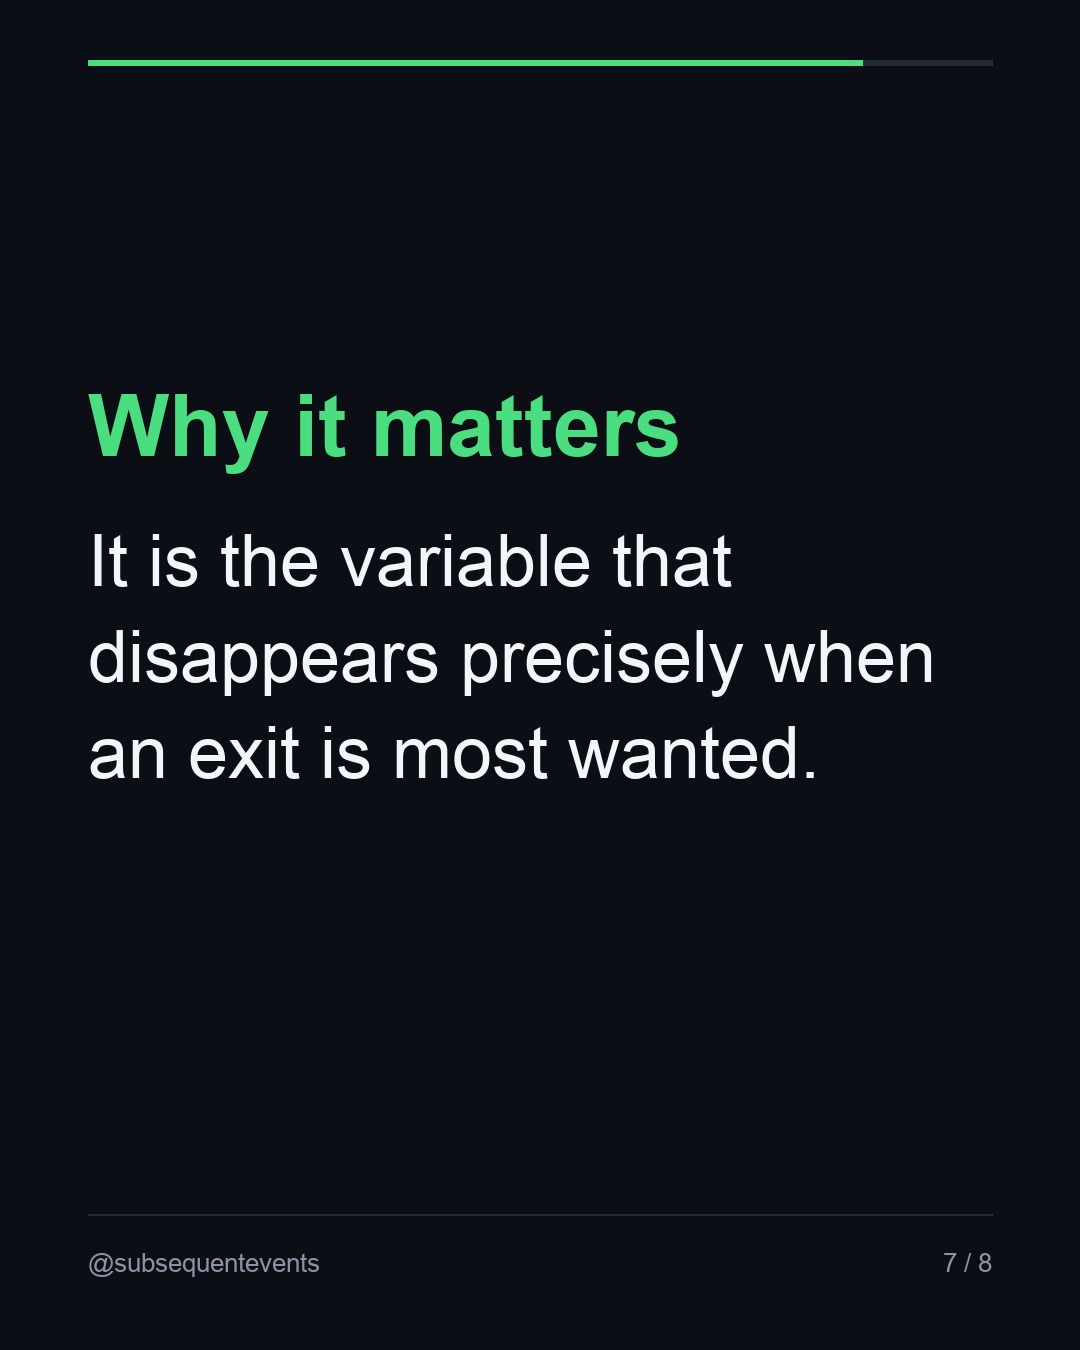 Why it matters
It is the variable that
disappears precisely when
an exit is most wanted.
@subsequentevents
7 / 8